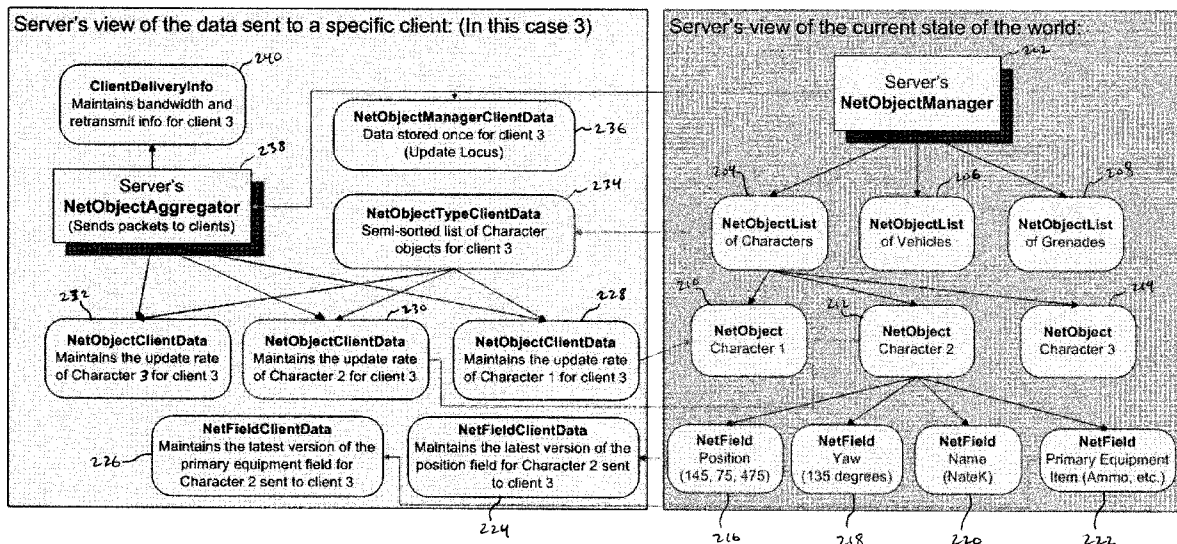 Server's view of the data sent to a specific client: (In this case 3)
240
ClientDeliveryInfo
Maintains bandwidth and
retransmit info for client 3
238
Server's
NetObjectAggregator
(Sends packets to clients)
NetObjectManagerClientData
Data stored once for client 3
(Update Locus)
236
234
NetObjectTypeClientData
Semi-sorted list of Character
objects for client 3
232
NetObjectClientData
Maintains the update rate
of Character 3 for client 3
230
NetObjectClientData
Maintains the update rate
of Character 2 for client 3
228
NetObjectClientData
Maintains the update rate
of Character 1 for client 3
226
NetFieldClientData
Maintains the latest version of the
primary equipment field for
Character 2 sent to client 3
NetFieldClientData
Maintains the latest version of the
position field for Character 2 sent
to client 3
224
Server's view of the current state of the world:
202
Server's
NetObjectManager
204
NetObjectList
of Characters
206
NetObjectList
of Vehicles
208
NetObjectList
of Grenades
210
NetObject
Character 1
212
NetObject
Character 2
214
NetObject
Character 3
NetField
Position
(145, 75, 475)
216
NetField
Yaw
(135 degrees)
218
NetField
Name
(NateK)
220
NetField
Primary Equipment
Item (Ammo, etc.)
222